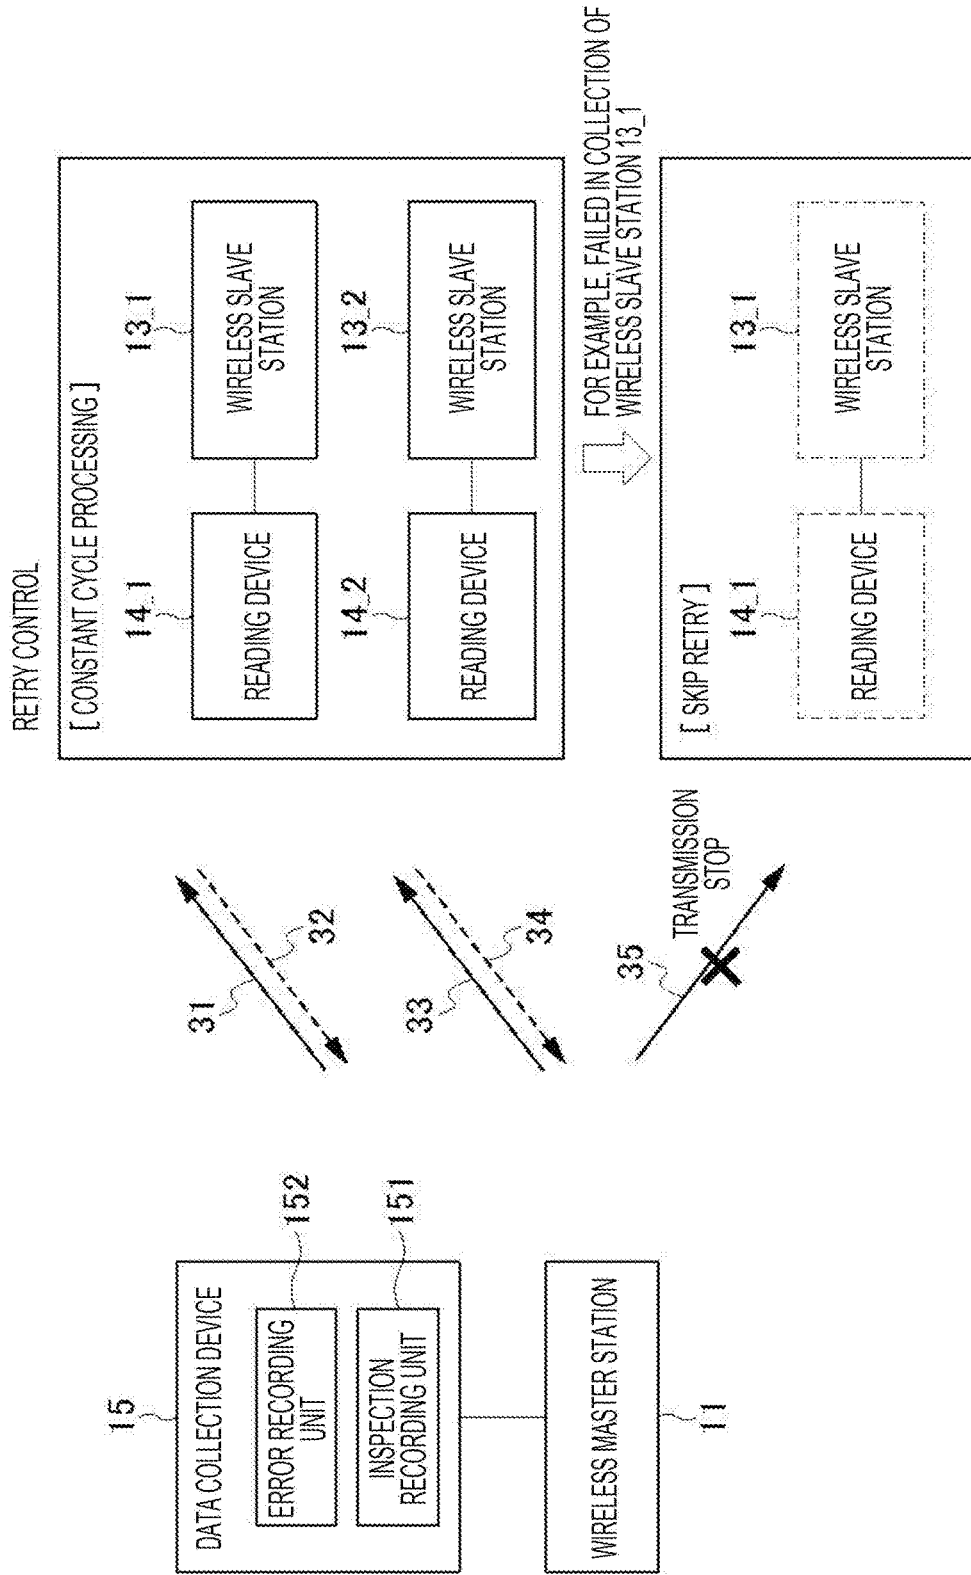 RETRY CONTROL
[ CONSTANT CYCLE PROCESSING ]
15
DATA COLLECTION DEVICE
ERROR RECORDING
UNIT
152
INSPECTION
RECORDING UNIT
151
WIRELESS MASTER STATION
11
31
32
33
34
35
TRANSMISSION
STOP
14_1
READING DEVICE
13_1
WIRELESS SLAVE
STATION
14_2
READING DEVICE
13_2
WIRELESS SLAVE
STATION
FOR EXAMPLE, FAILED IN COLLECTION OF
WIRELESS SLAVE STATION 13_1
[ SKIP RETRY ]
14_1
READING DEVICE
13_1
WIRELESS SLAVE
STATION